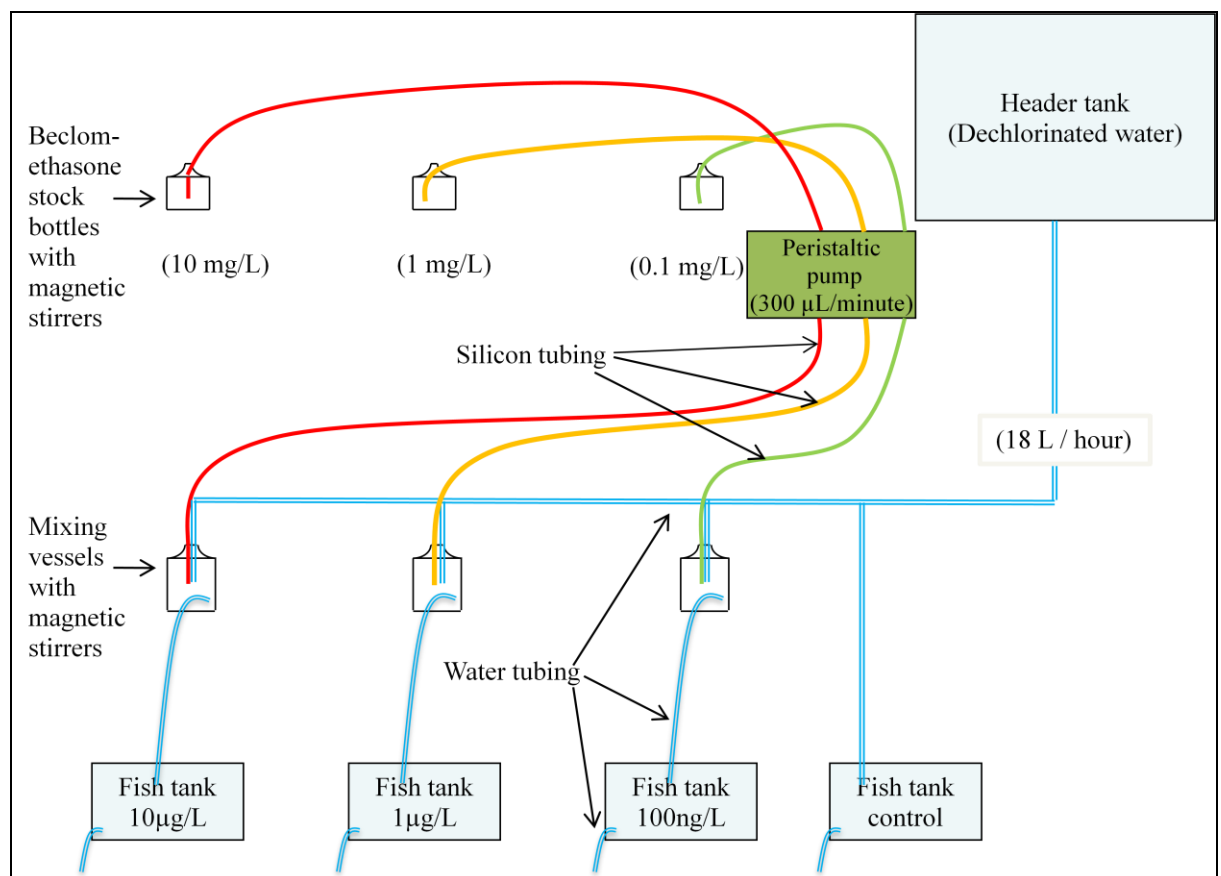 Beclom-
ethasone
stock
bottles
with
magnetic
stirrers
(10 mg/L)
(1 mg/L)
(0.1 mg/L)
Peristaltic
pump
(300 µL/minute)
Header tank
(Dechlorinated water)
Silicon tubing
(18 L / hour)
Mixing
vessels
with
magnetic
stirrers
Water tubing
Fish tank
10µg/L
Fish tank
1µg/L
Fish tank
100ng/L
Fish tank
control